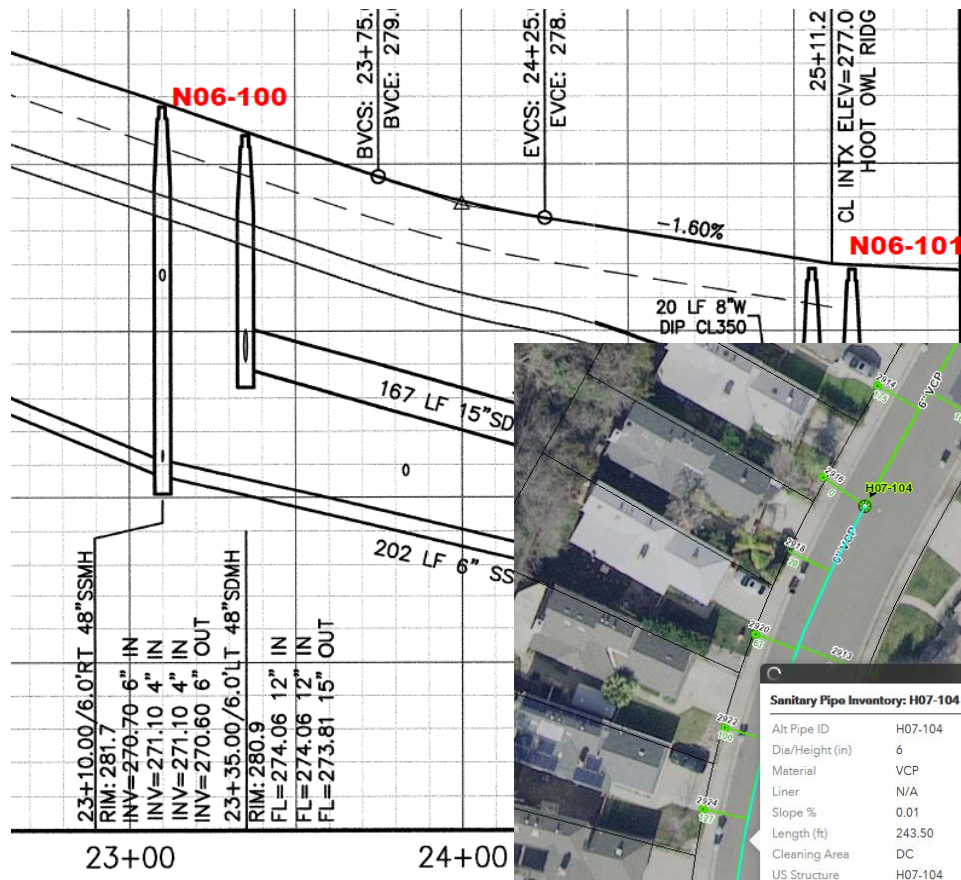 N06-100
BVCS: 23+75.
BVCE: 279.
EVCS: 24+25.
EVCE: 278.
25+11.2
CL INTX ELEV=277.0
HOOT OWL RIDG
-1.60%
N06-101
20 LF 8"W
DIP CL350
167 LF 15"SD
202 LF 6" SS
23+10.00/6.0'RT 48"SSMH
RIM: 281.7
INV=270.70 6" IN
INV=271.10 4" IN
INV=271.10 4" IN
INV=270.60 6" OUT
23+35.00/6.0'LT 48"SDMH
RIM: 280.9
FL=274.06 12" IN
FL=274.06 12" IN
FL=273.81 15" OUT
23+00
24+00
2914
175
6" VCP
2916
0
H07-104
6" VCP
2918
28
2920
63
2913
2922
100
2924
127
Sanitary Pipe Inventory: H07-104
Alt Pipe ID H07-104
Dia/Height (in) 6
Material VCP
Liner N/A
Slope % 0.01
Length (ft) 243.50
Cleaning Area DC
US Structure H07-104